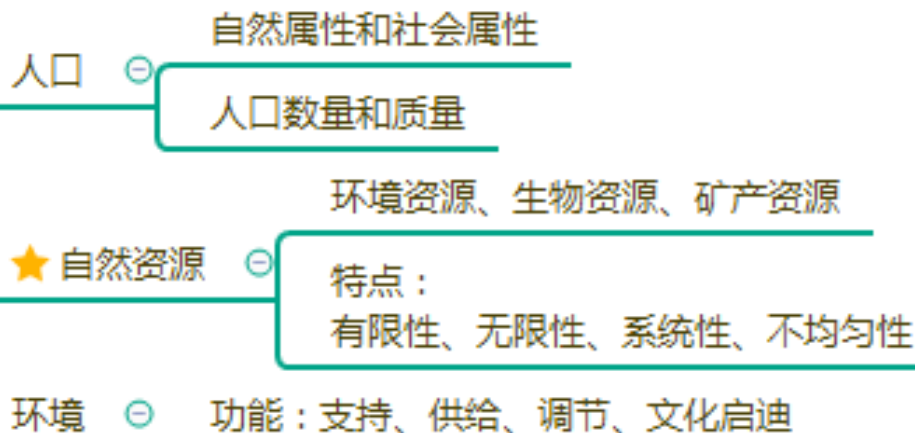 自然属性和社会属性
人口
人口数量和质量
环境资源、生物资源、矿产资源
自然资源
特点：
有限性、无限性、系统性、不均匀性
环境 功能：支持、供给、调节、文化启迪